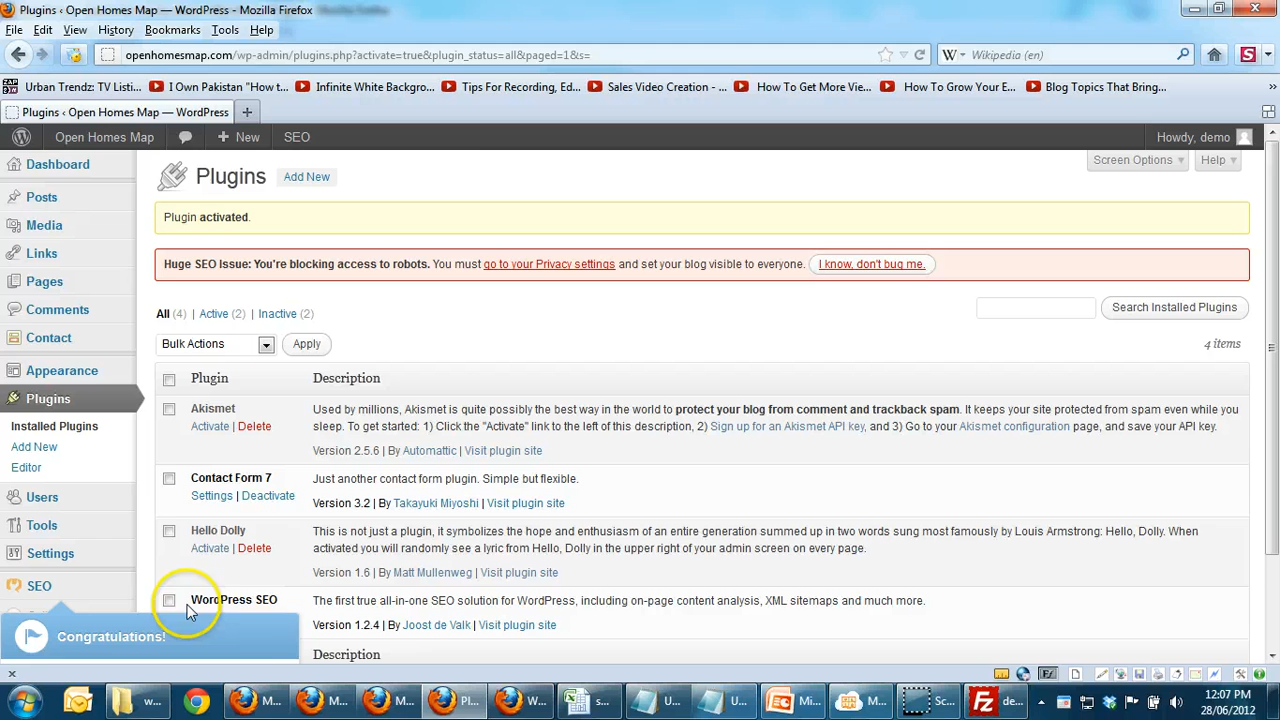 Plugins ‹ Open Homes Map — WordPress - Mozilla Firefox
File Edit View History Bookmarks Tools Help
openhomesmap.com/wp-admin/plugins.php?activate=true&plugin_status=all&paged=1&s=
Wikipedia (en)
Urban Trendz: TV Listi... I Own Pakistan "How t... Infinite White Backgro... Tips For Recording, Ed... Sales Video Creation - ... How To Get More Vie... How To Grow Your E... Blog Topics That Bring...
Plugins ‹ Open Homes Map — WordPress
Open Homes Map New SEO Howdy, demo
Dashboard
Posts
Media
Links
Pages
Comments
Contact
Appearance
Plugins
Installed Plugins
Add New
Editor
Users
Tools
Settings
SEO
Plugins Add New Screen Options Help
Plugin activated.
Huge SEO Issue: You're blocking access to robots. You must go to your Privacy settings and set your blog visible to everyone. I know, don't bug me.
All (4) | Active (2) | Inactive (2) Search Installed Plugins
Bulk Actions Apply 4 items
Plugin Description
Akismet Used by millions, Akismet is quite possibly the best way in the world to protect your blog from comment and trackback spam. It keeps your site protected from spam even while you
Activate | Delete sleep. To get started: 1) Click the "Activate" link to the left of this description, 2) Sign up for an Akismet API key, and 3) Go to your Akismet configuration page, and save your API key.
Version 2.5.6 | By Automattic | Visit plugin site
Contact Form 7 Just another contact form plugin. Simple but flexible.
Settings | Deactivate
Version 3.2 | By Takayuki Miyoshi | Visit plugin site
Hello Dolly This is not just a plugin, it symbolizes the hope and enthusiasm of an entire generation summed up in two words sung most famously by Louis Armstrong: Hello, Dolly. When
Activate | Delete activated you will randomly see a lyric from Hello, Dolly in the upper right of your admin screen on every page.
Version 1.6 | By Matt Mullenweg | Visit plugin site
WordPress SEO The first true all-in-one SEO solution for WordPress, including on-page content analysis, XML sitemaps and much more.
Version 1.2.4 | By Joost de Valk | Visit plugin site
Description
Congratulations!
w... M... M... M... Pl... W... s... U... U... Mi... M... Sc... de...
12:07 PM
28/06/2012